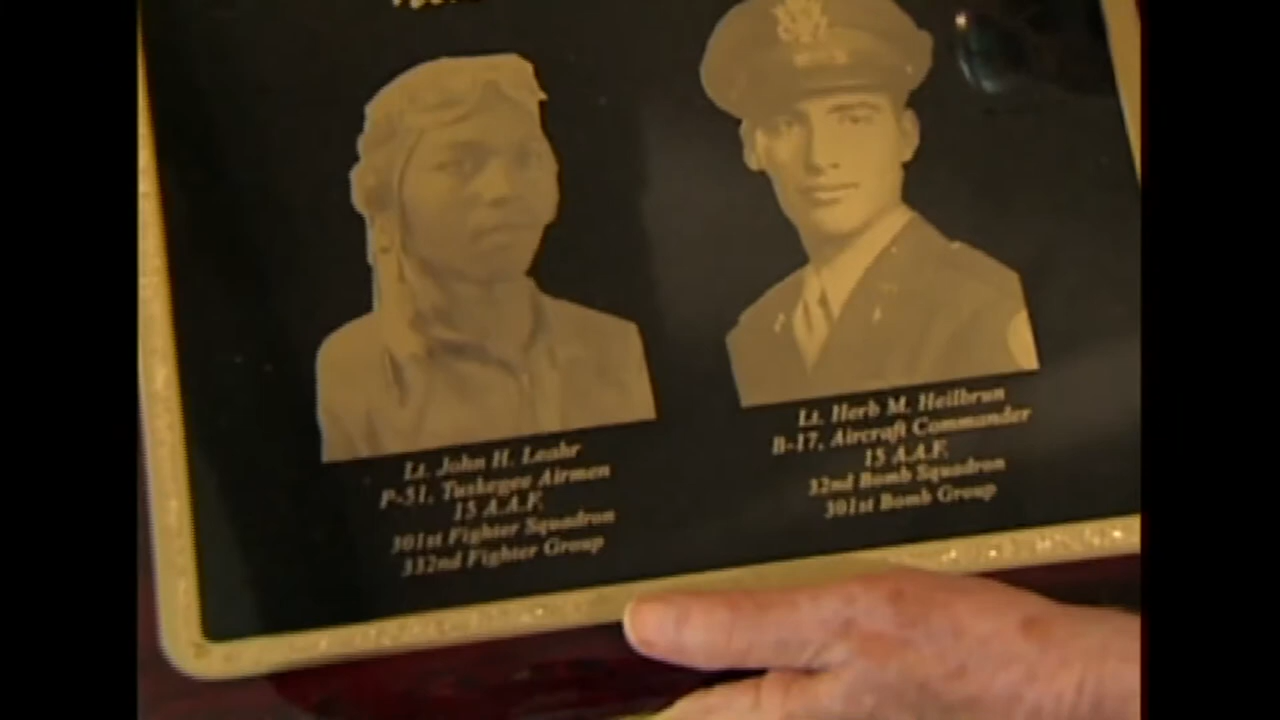 Lt. John H. Leahr
P-51, Tuskegee Airmen
15 A.A.F.
301st Fighter Squadron
332nd Fighter Group
Lt. Herb M. Heilbrun
B-17, Aircraft Commander
15 A.A.F.
32nd Bomb Squadron
301st Bomb Group